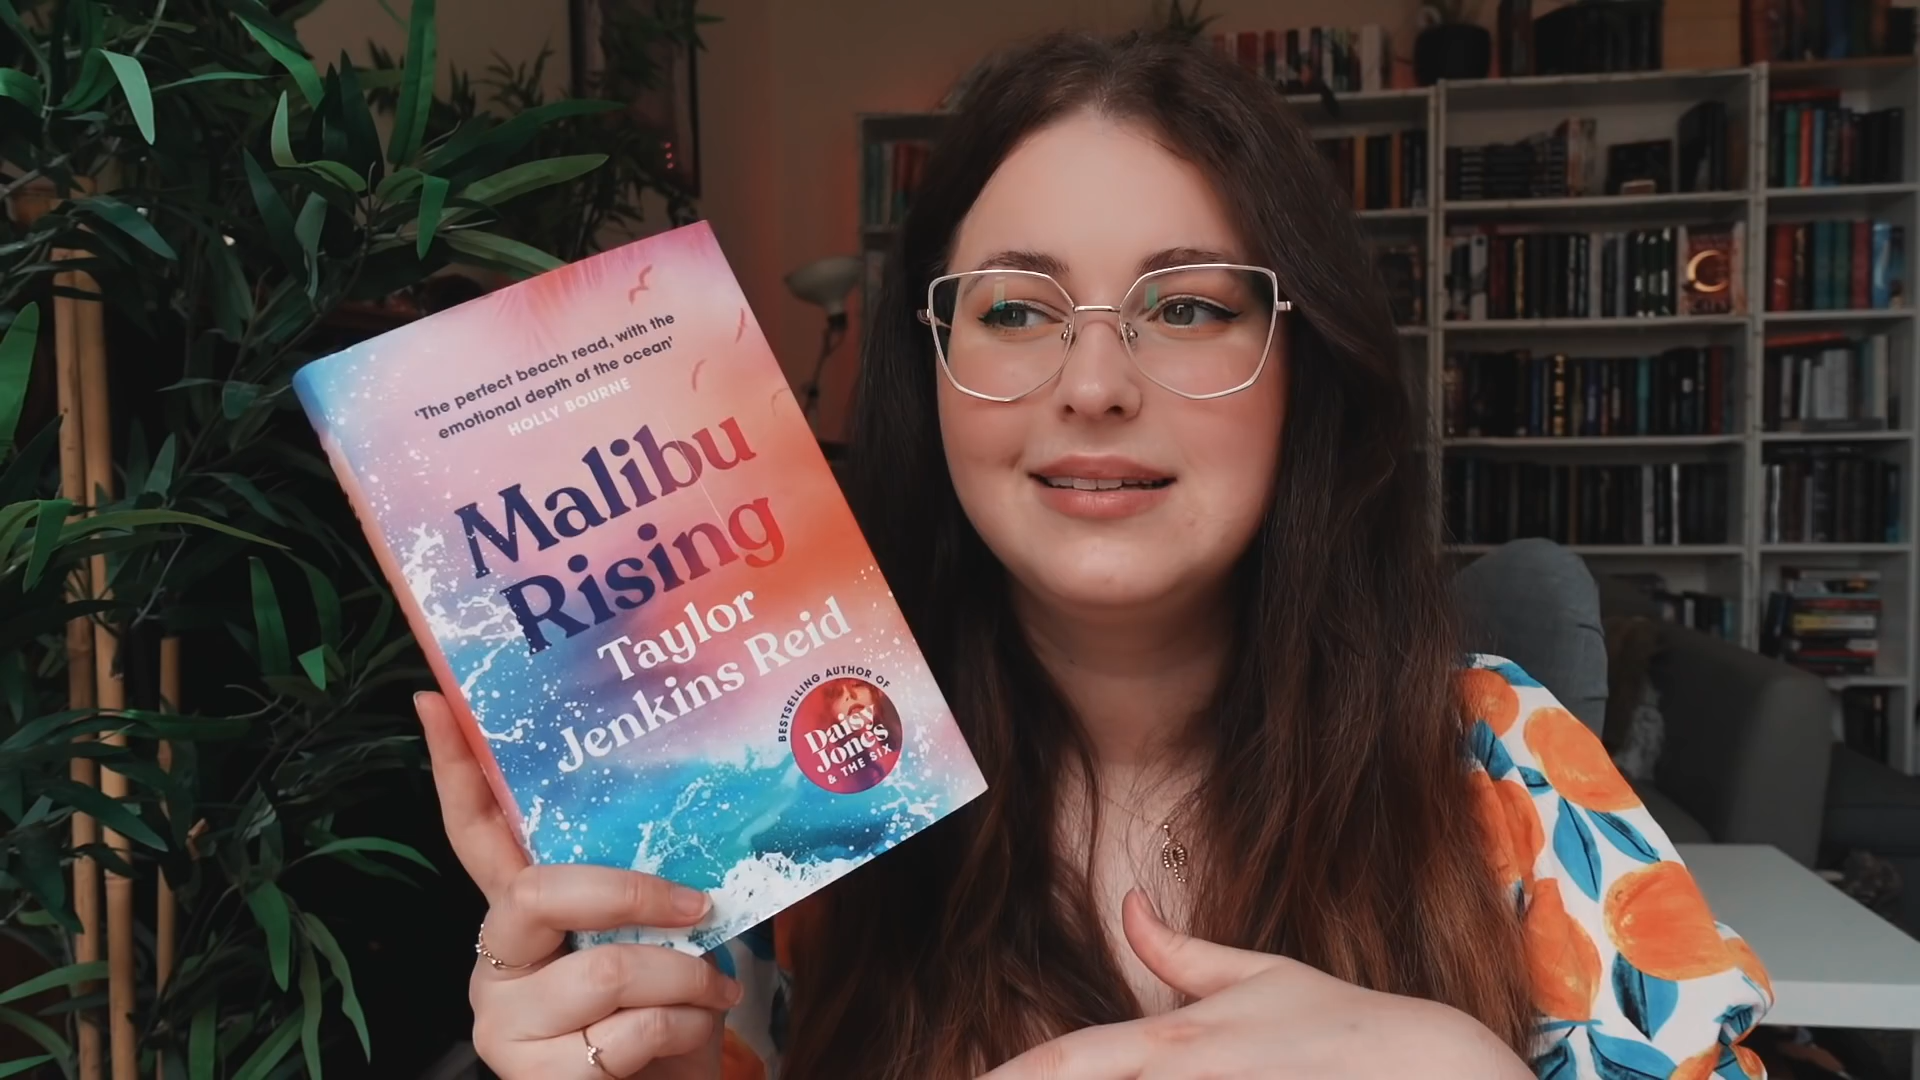 ‘The perfect beach read, with the
emotional depth of the ocean’
HOLLY BOURNE
Malibu
Rising
Taylor
Jenkins Reid
BESTSELLING AUTHOR OF
Daisy
Jones
& THE SIX